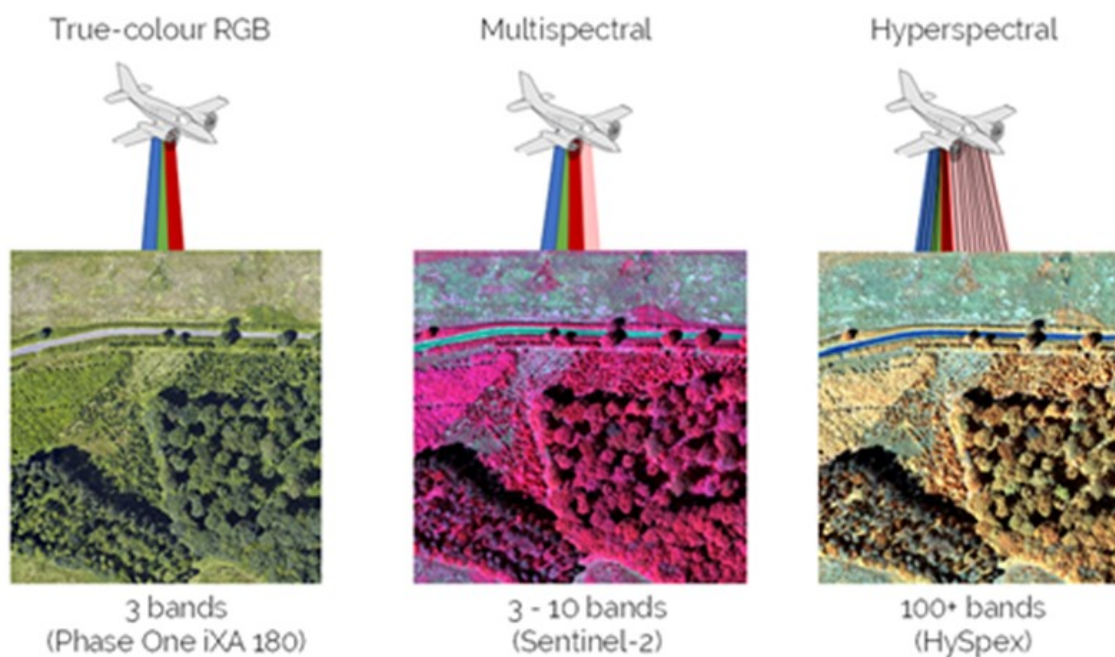 True-colour RGB
Multispectral
Hyperspectral
3 bands
(Phase One iXA 180)
3 - 10 bands
(Sentinel-2)
100+ bands
(HySpex)